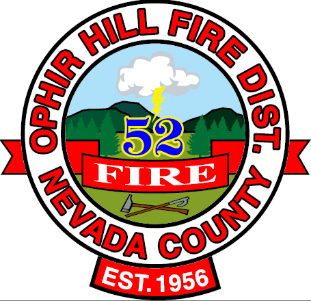 OPHIR HILL FIRE DIST.
52
FIRE
NEVADA COUNTY
EST. 1956